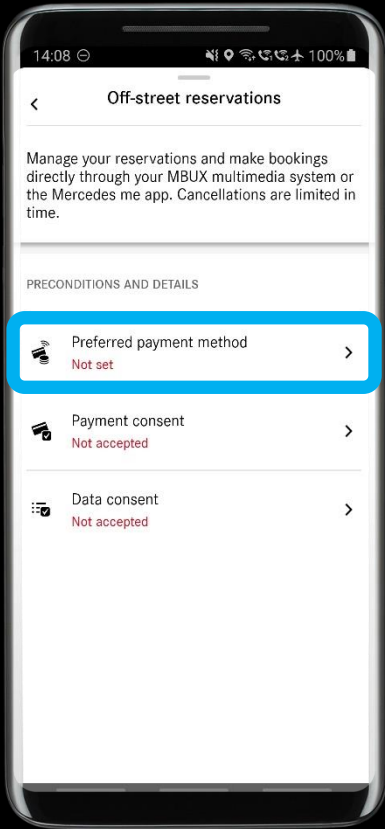 14:08 100%
Off-street reservations
Manage your reservations and make bookings
directly through your MBUX multimedia system or
the Mercedes me app. Cancellations are limited in
time.
PRECONDITIONS AND DETAILS
Preferred payment method
Not set
Payment consent
Not accepted
Data consent
Not accepted